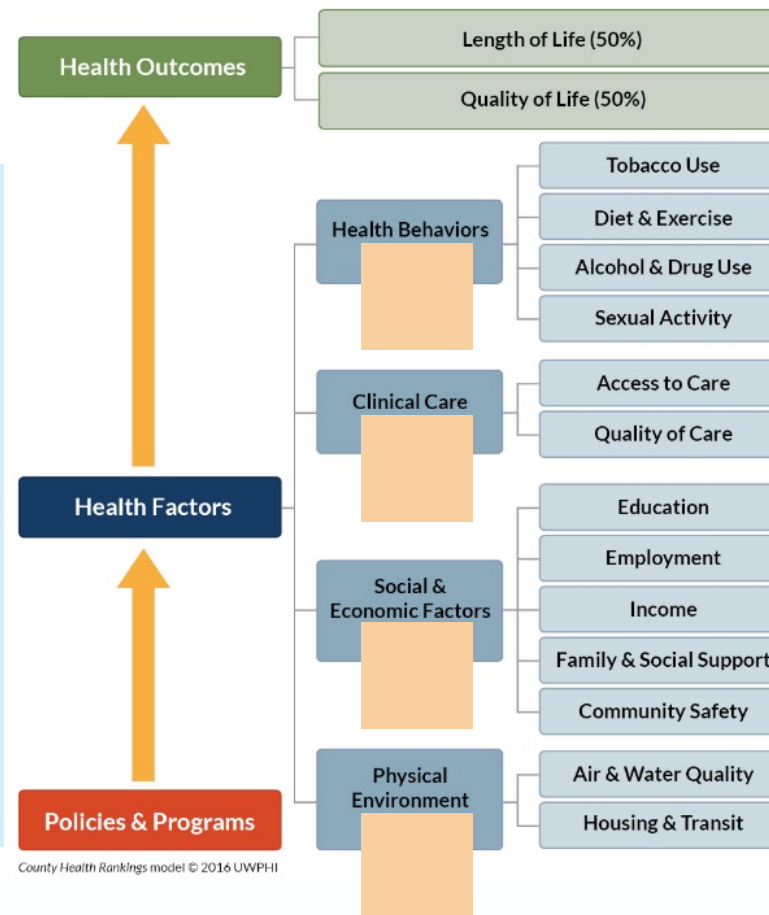 Health Outcomes
Length of Life (50%)
Quality of Life (50%)
Health Behaviors
Tobacco Use
Diet & Exercise
Alcohol & Drug Use
Sexual Activity
Clinical Care
Access to Care
Quality of Care
Health Factors
Social &
Economic Factors
Education
Employment
Income
Family & Social Support
Community Safety
Physical
Environment
Air & Water Quality
Housing & Transit
Policies & Programs
County Health Rankings model © 2016 UWPHI